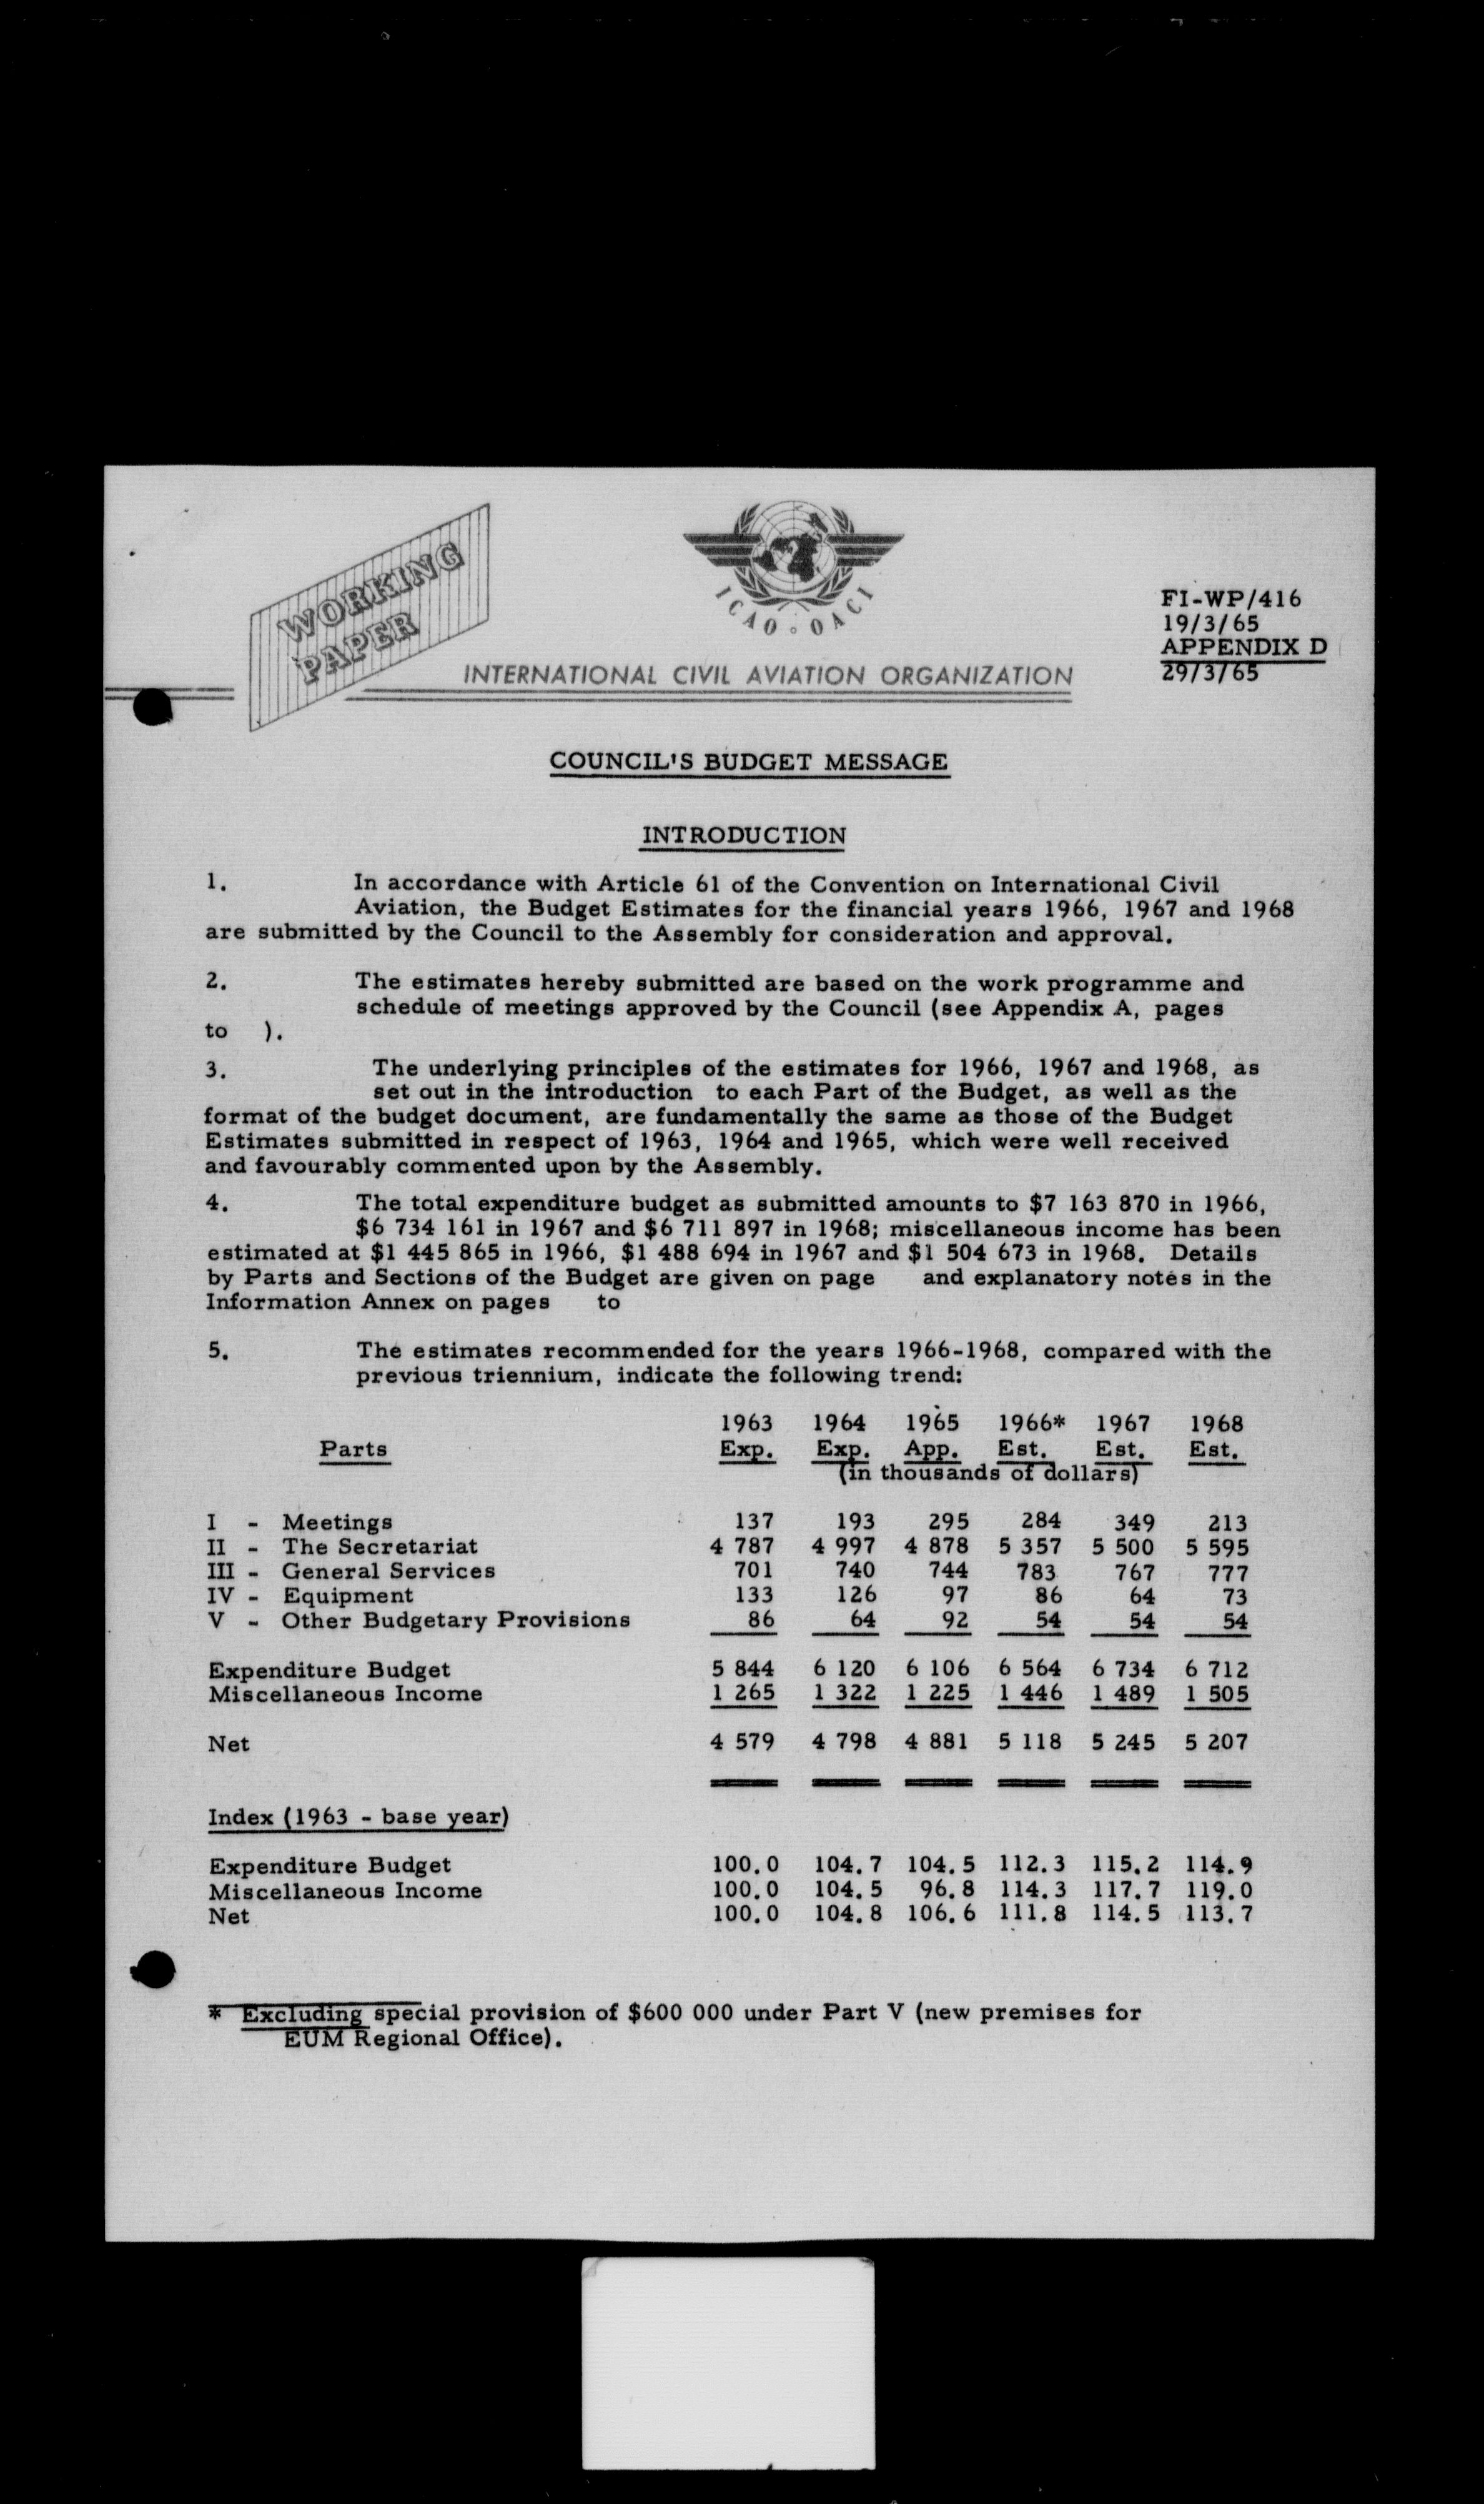 WORKING
PAPER
ICAO · OACI
INTERNATIONAL CIVIL AVIATION ORGANIZATION
FI-WP/416
19/3/65
APPENDIX D
29/3/65
COUNCIL'S BUDGET MESSAGE
INTRODUCTION
1. In accordance with Article 61 of the Convention on International Civil
Aviation, the Budget Estimates for the financial years 1966, 1967 and 1968
are submitted by the Council to the Assembly for consideration and approval.
2. The estimates hereby submitted are based on the work programme and
schedule of meetings approved by the Council (see Appendix A, pages
to ).
3. The underlying principles of the estimates for 1966, 1967 and 1968, as
set out in the introduction to each Part of the Budget, as well as the
format of the budget document, are fundamentally the same as those of the Budget
Estimates submitted in respect of 1963, 1964 and 1965, which were well received
and favourably commented upon by the Assembly.
4. The total expenditure budget as submitted amounts to $7 163 870 in 1966,
$6 734 161 in 1967 and $6 711 897 in 1968; miscellaneous income has been
estimated at $1 445 865 in 1966, $1 488 694 in 1967 and $1 504 673 in 1968. Details
by Parts and Sections of the Budget are given on page and explanatory notes in the
Information Annex on pages to
5. The estimates recommended for the years 1966-1968, compared with the
previous triennium, indicate the following trend:
1963 1964 1965 1966* 1967 1968
Parts Exp. Exp. App. Est. Est. Est.
(in thousands of dollars)
I - Meetings 137 193 295 284 349 213
II - The Secretariat 4 787 4 997 4 878 5 357 5 500 5 595
III - General Services 701 740 744 783 767 777
IV - Equipment 133 126 97 86 64 73
V - Other Budgetary Provisions 86 64 92 54 54 54
Expenditure Budget 5 844 6 120 6 106 6 564 6 734 6 712
Miscellaneous Income 1 265 1 322 1 225 1 446 1 489 1 505
Net 4 579 4 798 4 881 5 118 5 245 5 207
Index (1963 - base year)
Expenditure Budget 100.0 104.7 104.5 112.3 115.2 114.9
Miscellaneous Income 100.0 104.5 96.8 114.3 117.7 119.0
Net 100.0 104.8 106.6 111.8 114.5 113.7
* Excluding special provision of $600 000 under Part V (new premises for
EUM Regional Office).